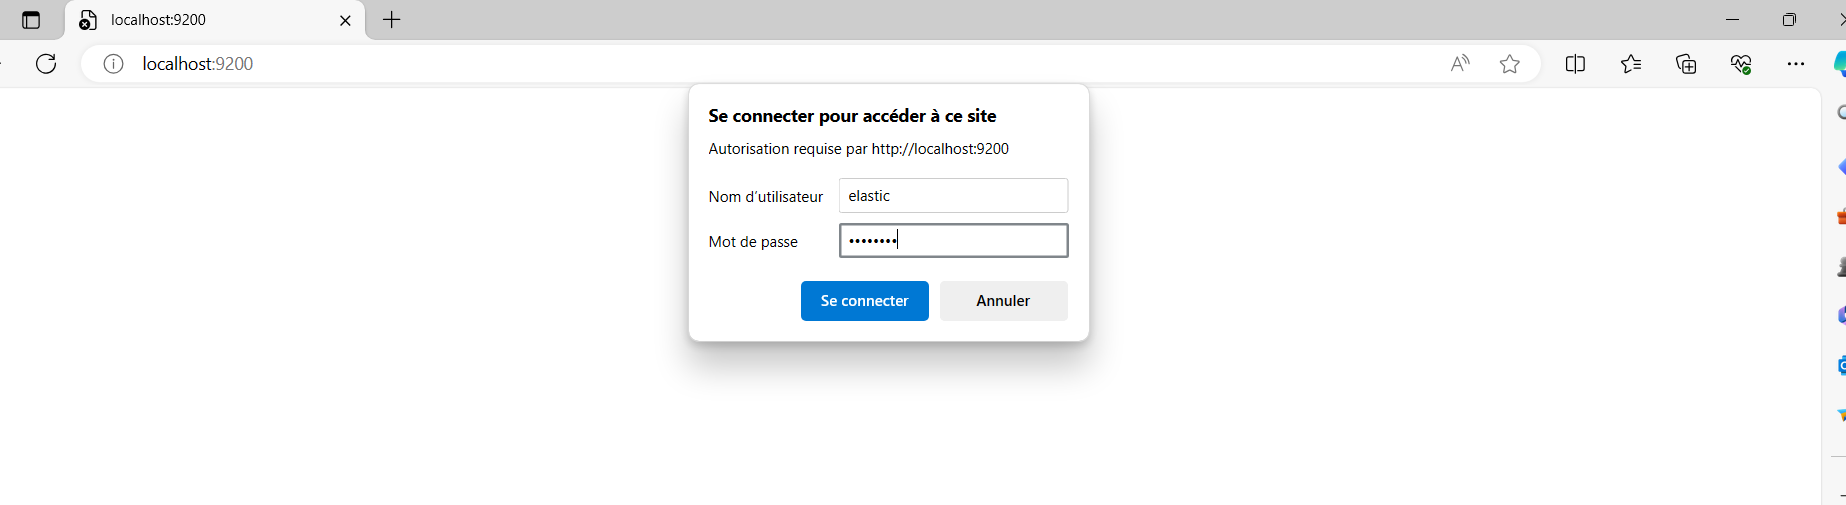 localhost:9200
localhost:9200
Se connecter pour accéder à ce site
Autorisation requise par http://localhost:9200
Nom d'utilisateur elastic
Mot de passe ••••••••
Se connecter Annuler